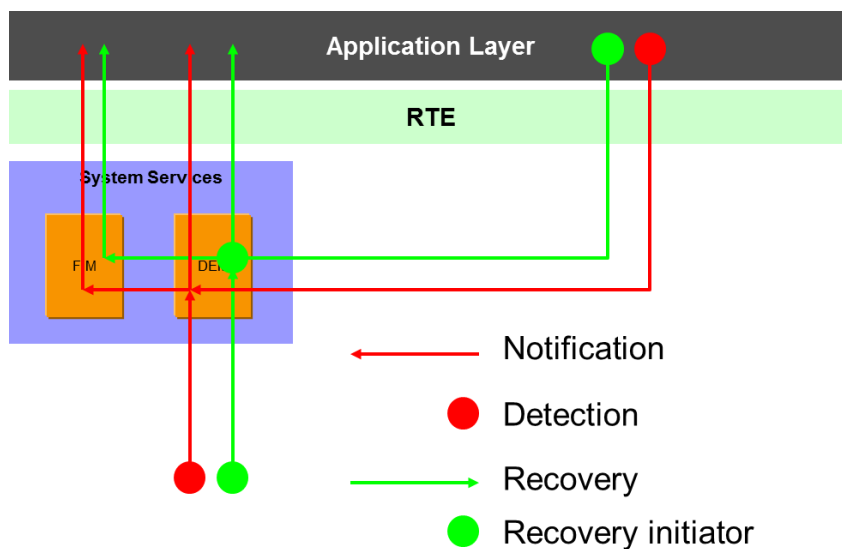 Application Layer
RTE
System Services
Notification
Detection
Recovery
Recovery initiator